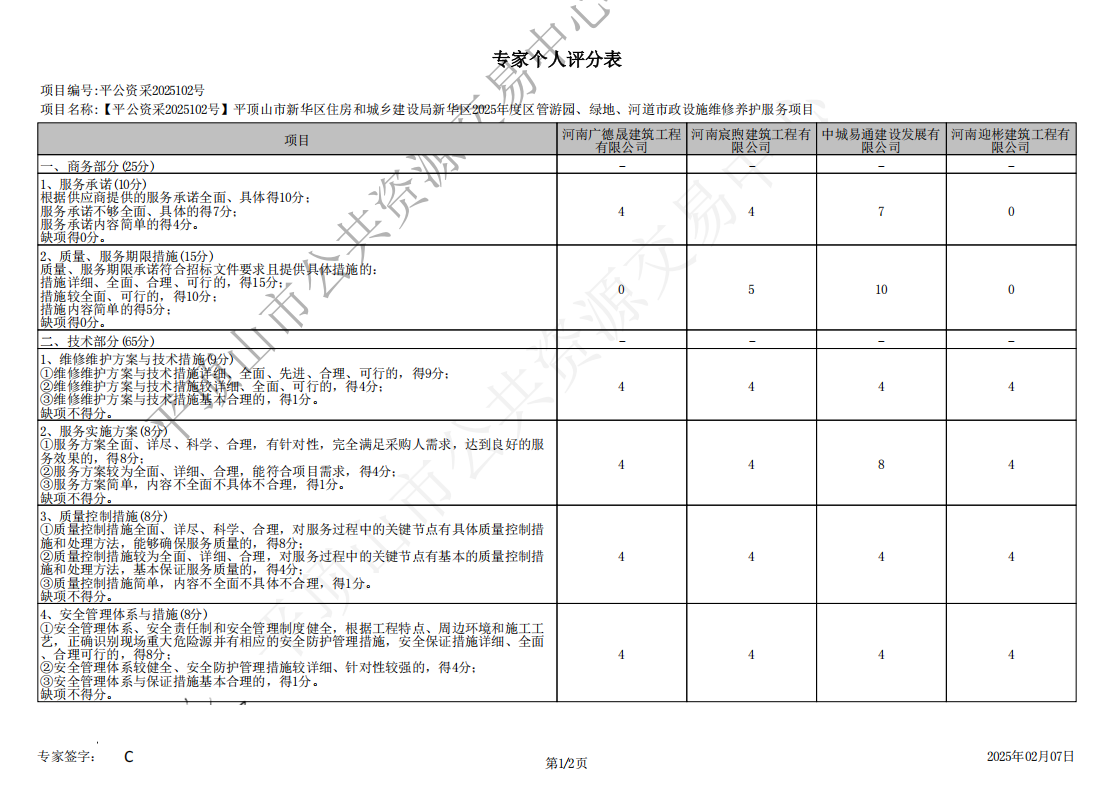 专家个人评分表
项目编号:平公资采2025102号
项目名称:【平公资采2025102号】平顶山市新华区住房和城乡建设局新华区2025年度区管游园、绿地、河道市政设施维修养护服务项目
项目
河南广德晟建筑工程有限公司
河南宸煦建筑工程有限公司
中城易通建设发展有限公司
河南迎彬建筑工程有限公司
一、商务部分(25分)
- - - -
1、服务承诺(10分)
根据供应商提供的服务承诺全面、具体得10分;
服务承诺不够全面、具体的得7分;
服务承诺内容简单的得4分。
缺项得0分。
4 4 7 0
2、质量、服务期限措施(15分)
质量、服务期限承诺符合招标文件要求且提供具体措施的:
措施详细、全面、合理、可行的，得15分;
措施较全面、可行的，得10分;
措施内容简单的得5分;
缺项得0分。
0 5 10 0
二、技术部分(65分)
- - - -
1、维修维护方案与技术措施(9分)
①维修维护方案与技术措施详细、全面、先进、合理、可行的，得9分;
②维修维护方案与技术措施较详细、全面、可行的，得4分;
③维修维护方案与技术措施基本合理的，得1分。
缺项不得分。
4 4 4 4
2、服务实施方案(8分)
①服务方案全面、详尽、科学、合理，有针对性，完全满足采购人需求，达到良好的服
务效果的，得8分;
②服务方案较为全面、详细、合理，能符合项目需求，得4分;
③服务方案简单，内容不全面不具体不合理，得1分。
缺项不得分。
4 4 8 4
3、质量控制措施(8分)
①质量控制措施全面、详尽、科学、合理，对服务过程中的关键节点有具体质量控制措
施和处理方法，能够确保服务质量的，得8分;
②质量控制措施较为全面、详细、合理，对服务过程中的关键节点有基本的质量控制措
施和处理方法，基本保证服务质量的，得4分;
③质量控制措施简单，内容不全面不具体不合理，得1分。
缺项不得分。
4 4 4 4
4、安全管理体系与措施(8分)
①安全管理体系、安全责任制和安全管理制度健全，根据工程特点、周边环境和施工工
艺，正确识别现场重大危险源并有相应的安全防护管理措施，安全保证措施详细、全面
、合理可行的，得8分;
②安全管理体系较健全、安全防护管理措施较详细、针对性较强的，得4分;
③安全管理体系与保证措施基本合理的，得1分。
缺项不得分。
4 4 4 4
平顶山市公共资源交易中心
平顶山市公共资源交易中
专家签字: C
第1/2页
2025年02月07日